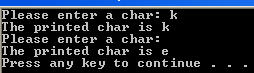 Please enter a char: k
The printed char is k
Please enter a char:
The printed char is e
Press any key to continue . . .